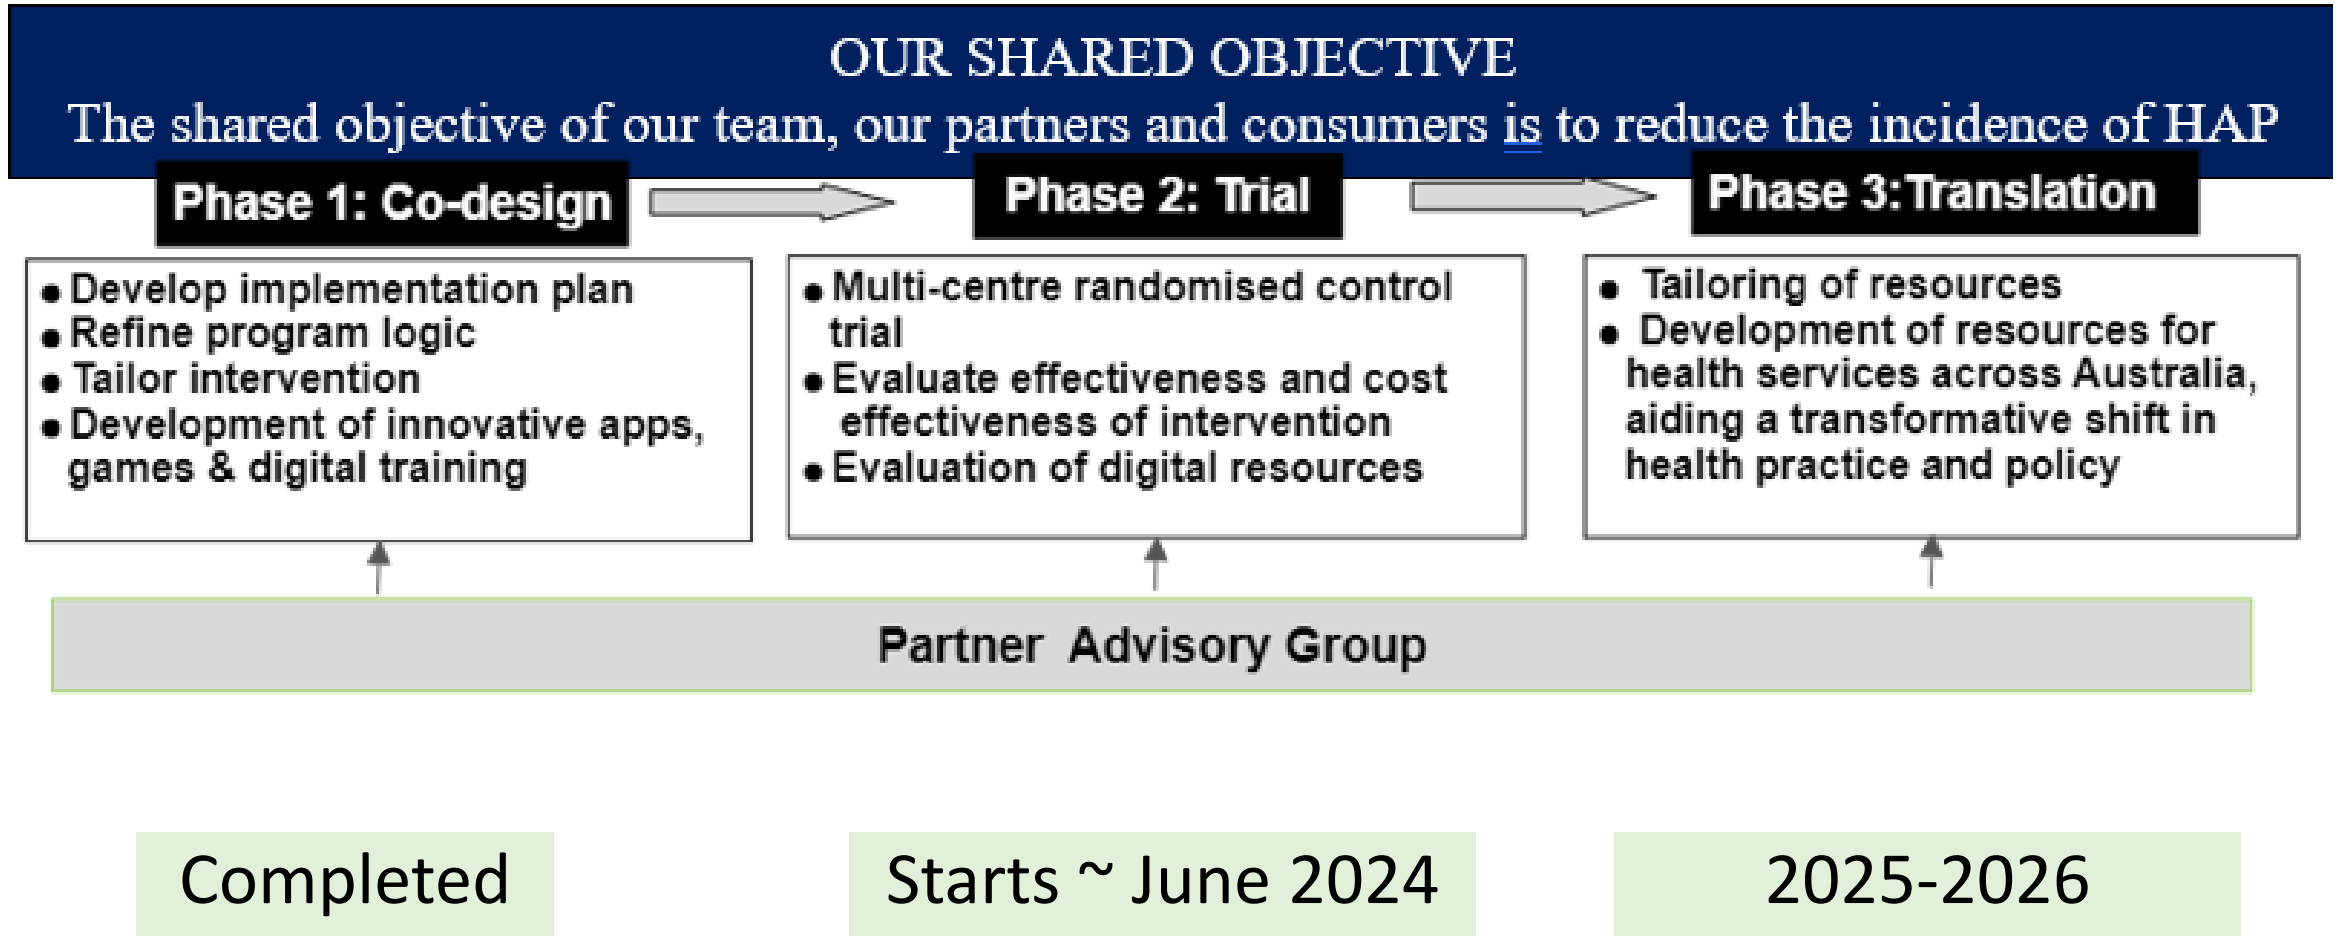 OUR SHARED OBJECTIVE
The shared objective of our team, our partners and consumers is to reduce the incidence of HAP
Phase 1: Co-design
● Develop implementation plan
● Refine program logic
● Tailor intervention
● Development of innovative apps,
games & digital training
Phase 2: Trial
● Multi-centre randomised control
trial
● Evaluate effectiveness and cost
effectiveness of intervention
● Evaluation of digital resources
Phase 3:Translation
● Tailoring of resources
● Development of resources for
health services across Australia,
aiding a transformative shift in
health practice and policy
Partner Advisory Group
Completed
Starts ~ June 2024
2025-2026